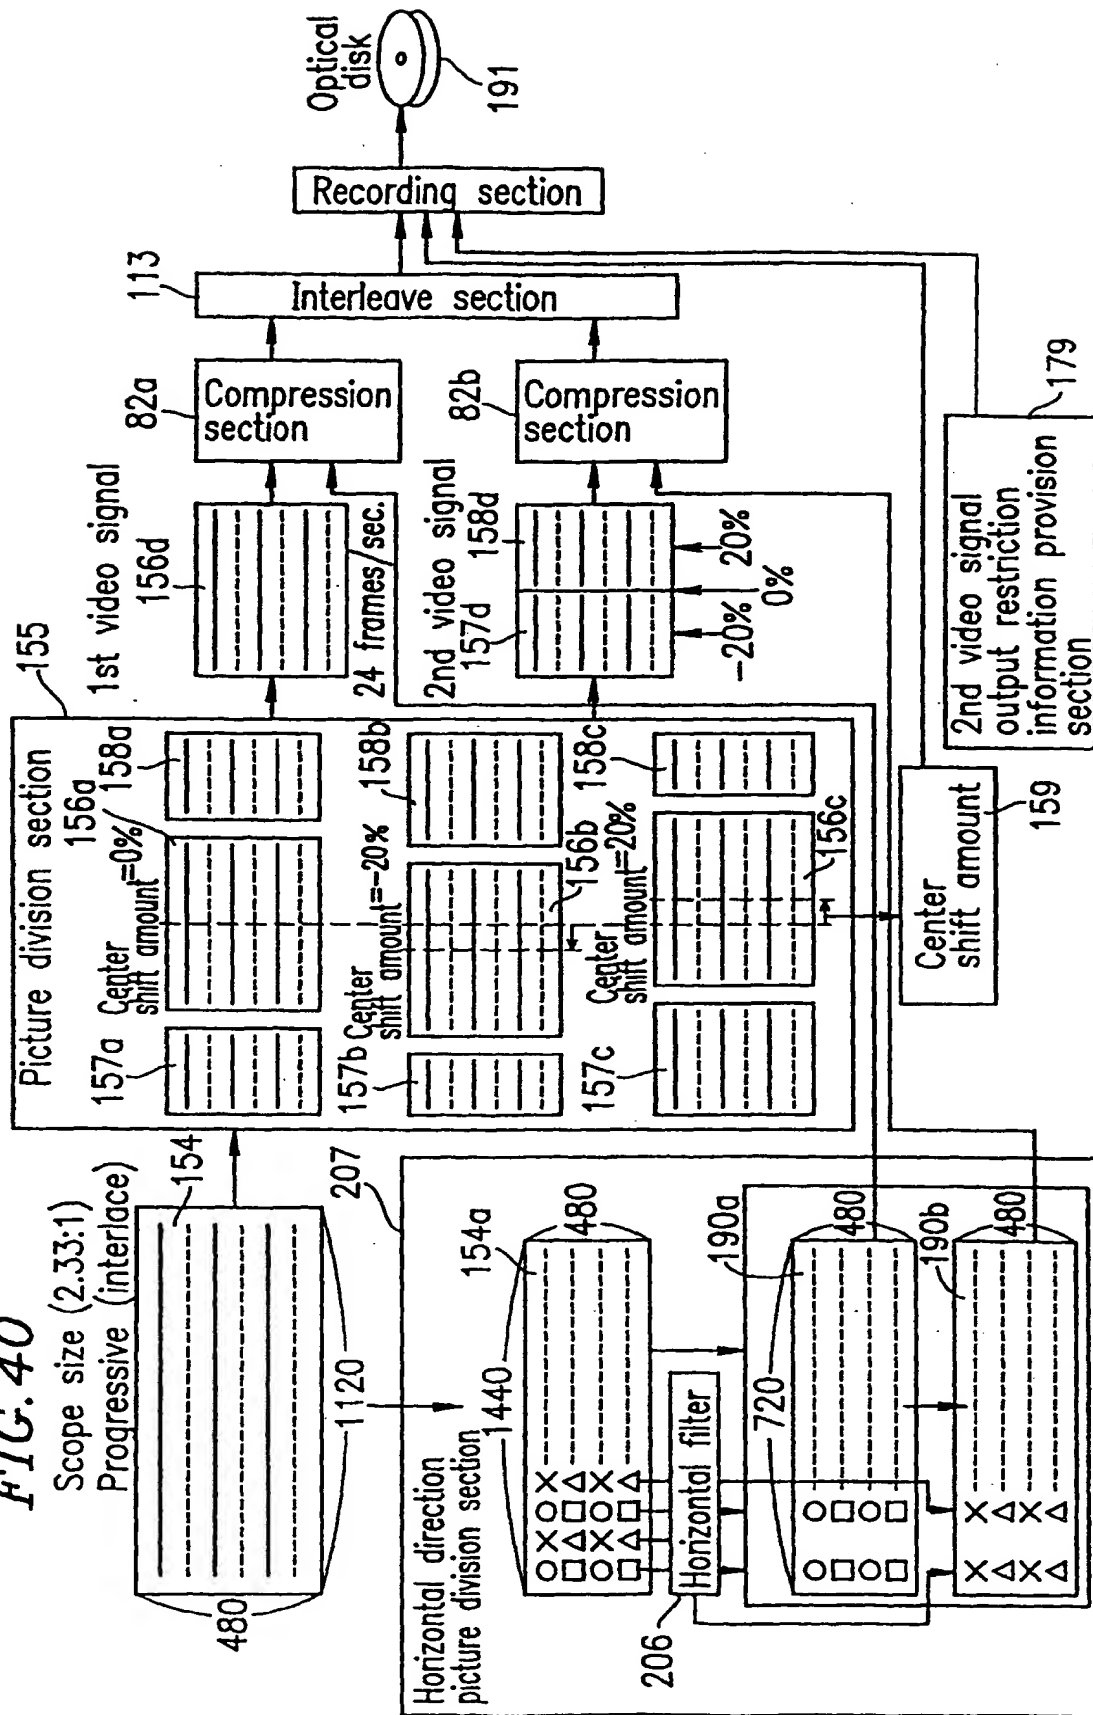 FIG. 40
Scope size (2.33:1)
Progressive (interlace)
154
480
1120
Picture division section
155
157a
Center
shift amount=0%
156a
158a
157b
Center
shift amount=-20%
156b
158b
157c
Center
shift amount=20%
156c
158c
1st video signal
156d
24 frames/sec.
2nd video signal
157d
158d
-20%
0%
20%
82a
Compression
section
82b
Compression
section
113
Interleave section
Recording section
Optical
disk
191
Horizontal direction
picture division section
207
1440
154a
480
206
Horizontal filter
720
190a
480
190b
480
Center
shift amount
159
2nd video signal
output restriction
information provision
section
179